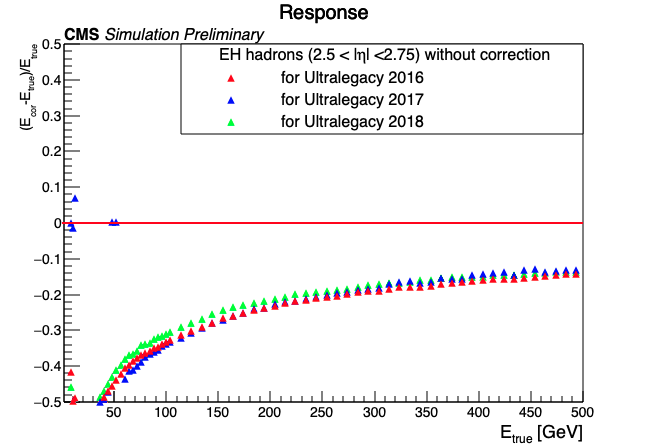 Response
CMS Simulation Preliminary
(E_cor-E_true)/E_true
EH hadrons (2.5 < |η| <2.75) without correction
for Ultralegacy 2016
for Ultralegacy 2017
for Ultralegacy 2018
0.5
0.4
0.3
0.2
0.1
0
−0.1
−0.2
−0.3
−0.4
−0.5
50 100 150 200 250 300 350 400 450 500
E_true [GeV]